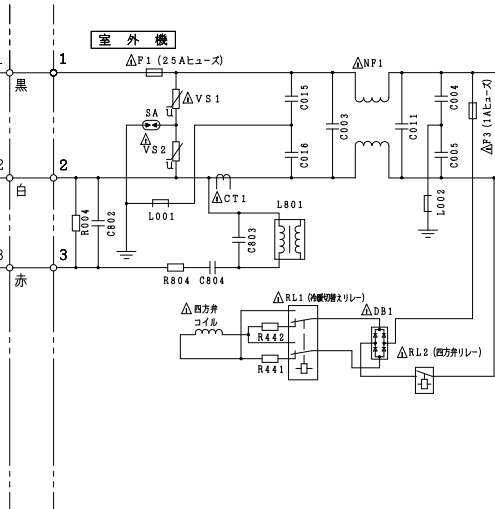 室 外 機
1
F1 (25Aヒューズ)
黒
NF1
VS1
SA
VS2
C015
C016
C003
C011
C004
C005
F3 (1Aヒューズ)
2
2
白
CT1
L001
L002
R004
C802
L801
C803
3
3
赤
R804
C804
RL1 (冷暖切替えリレー)
四方弁
コイル
R442
R441
DB1
RL2 (四方弁リレー)